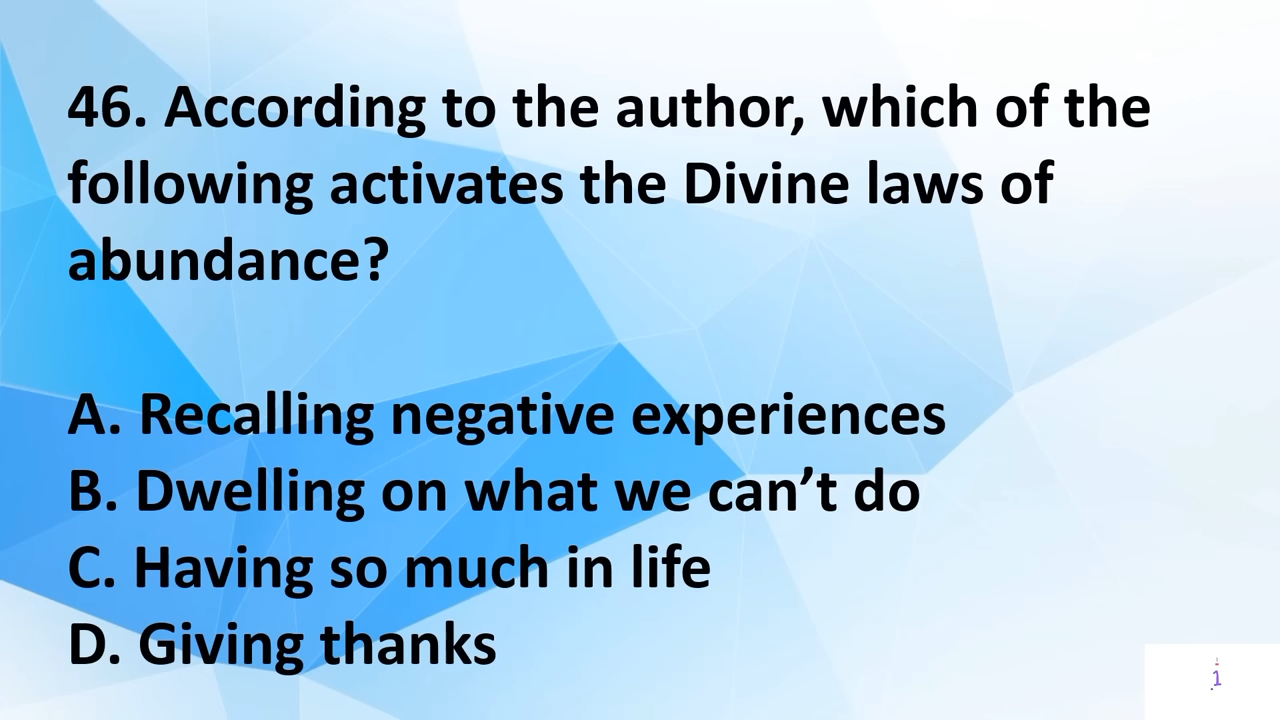 46. According to the author, which of the
following activates the Divine laws of
abundance?
A. Recalling negative experiences
B. Dwelling on what we can’t do
C. Having so much in life
D. Giving thanks
1